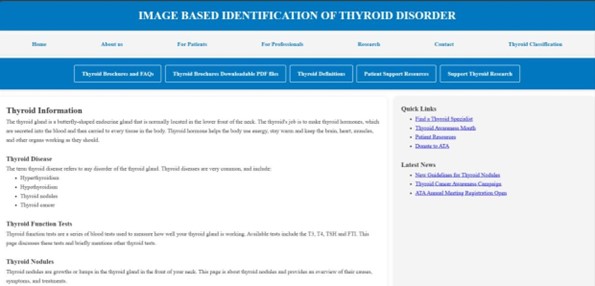 IMAGE BASED IDENTIFICATION OF THYROID DISORDER
Home About us For Patients For Professionals Research Contact Thyroid Classification
Thyroid Brochures and FAQs Thyroid Brochures Downloadable PDF files Thyroid Definitions Patient Support Resources Support Thyroid Research
Thyroid Information
The thyroid gland is a butterfly-shaped endocrine gland that is normally located in the lower front of the neck. The thyroid's job is to make thyroid hormones, which
are secreted into the blood and then carried to every tissue in the body. Thyroid hormone helps the body use energy, stay warm and keep the brain, heart, muscles,
and other organs working as they should.
Thyroid Disease
The term thyroid disease refers to any disorder of the thyroid gland. Thyroid diseases are very common, and include:
Hyperthyroidism
Hypothyroidism
Thyroid nodules
Thyroid cancer
Thyroid Function Tests
Thyroid function tests are a series of blood tests used to measure how well your thyroid gland is working. Available tests include the T3, T4, TSH and FTI. This
page discusses these tests and briefly mentions other thyroid tests.
Thyroid Nodules
Thyroid nodules are growths or lumps in the thyroid gland in the front of your neck. This page is about thyroid nodules and provides an overview of their causes,
symptoms, and treatments.
Quick Links
Find a Thyroid Specialist
Thyroid Awareness Month
Patient Resources
Donate to ATA
Latest News
New Guidelines for Thyroid Nodules
Thyroid Cancer Awareness Campaign
ATA Annual Meeting Registration Open